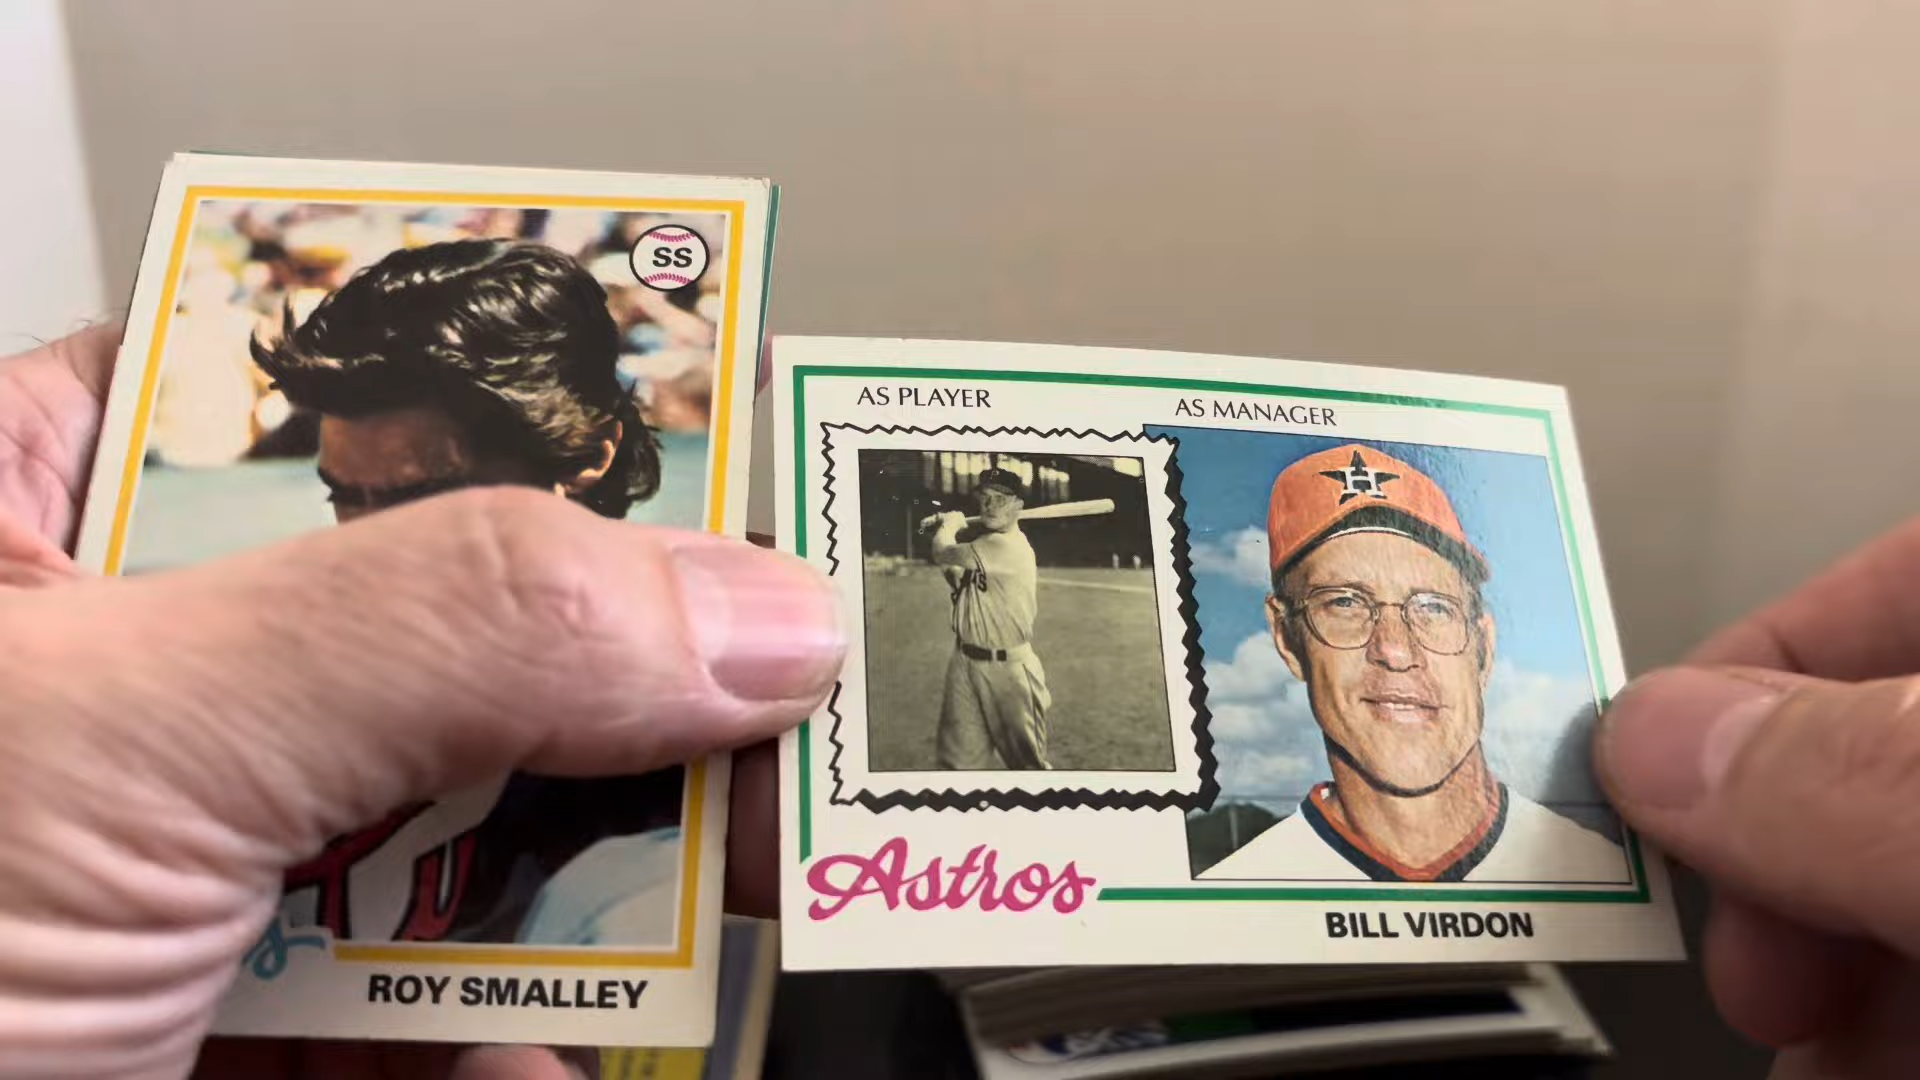 SS
ROY SMALLEY
AS PLAYER
AS MANAGER
H
Astros
BILL VIRDON